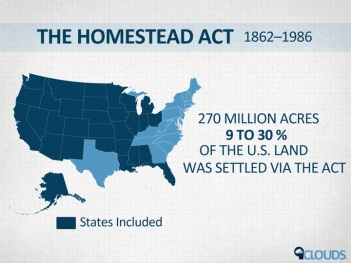 THE HOMESTEAD ACT 1862–1986
270 MILLION ACRES
9 TO 30 %
OF THE U.S. LAND
WAS SETTLED VIA THE ACT
States Included
CLOUDS